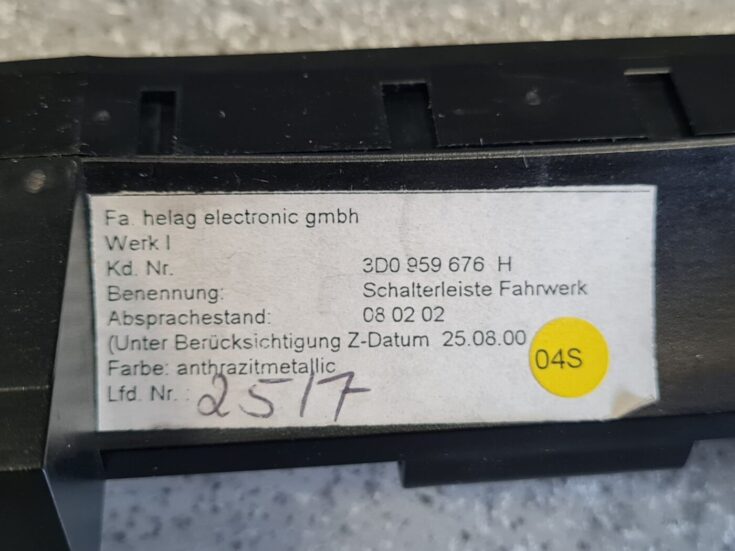 Fa. helag electronic gmbh
Werk I
Kd. Nr. 3D0 959 676 H
Benennung: Schalterleiste Fahrwerk
Absprachestand: 08 02 02
(Unter Berücksichtigung Z-Datum 25.08.00
04S
Farbe: anthrazitmetallic
Lfd. Nr. : 2517